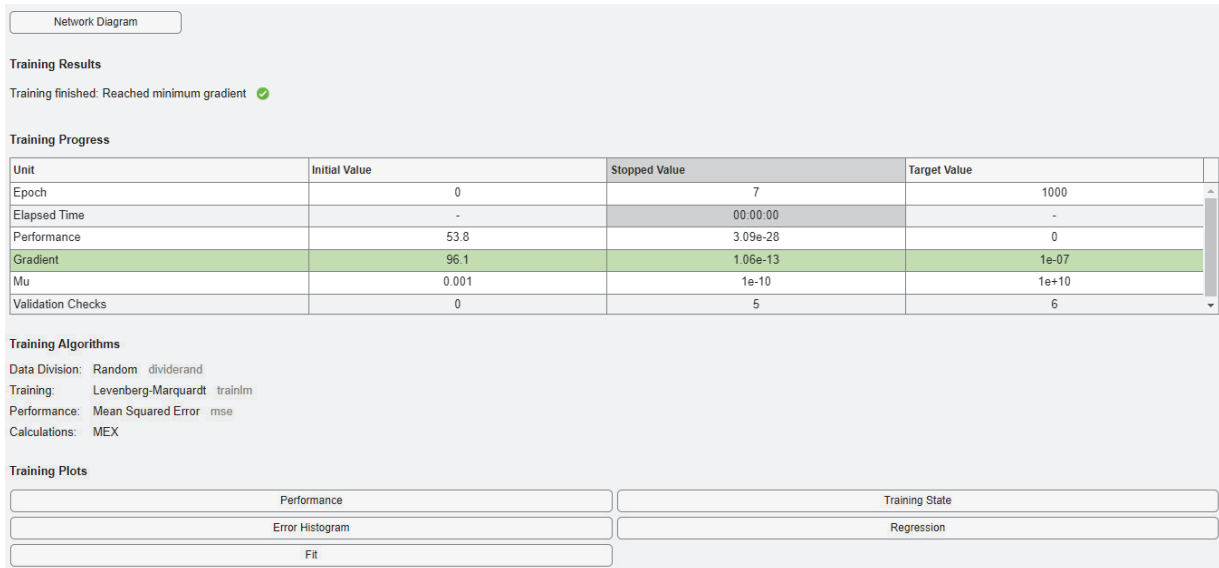 Network Diagram
Training Results
Training finished: Reached minimum gradient
Training Progress
Unit Initial Value Stopped Value Target Value
Epoch 0 7 1000
Elapsed Time - 00:00:00 -
Performance 53.8 3.09e-28 0
Gradient 96.1 1.06e-13 1e-07
Mu 0.001 1e-10 1e+10
Validation Checks 0 5 6
Training Algorithms
Data Division: Random dividerand
Training: Levenberg-Marquardt trainlm
Performance: Mean Squared Error mse
Calculations: MEX
Training Plots
Performance Training State
Error Histogram Regression
Fit